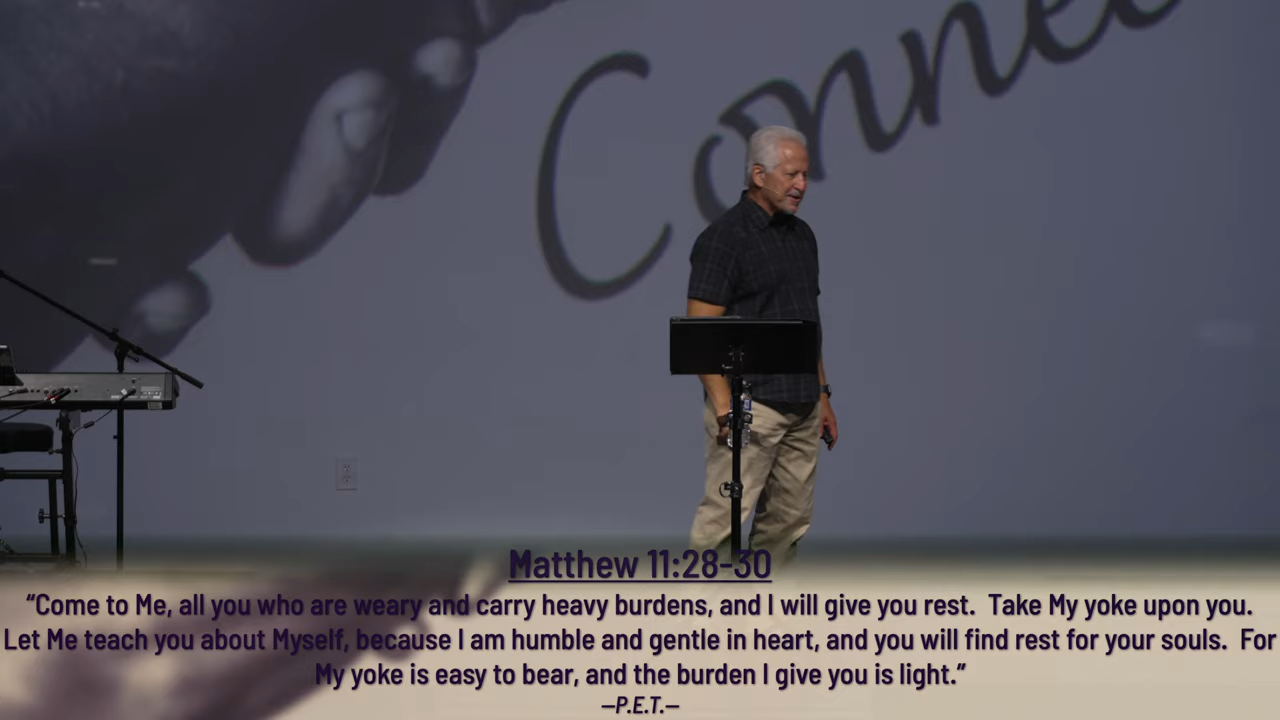 Connec
Matthew 11:28-30
“Come to Me, all you who are weary and carry heavy burdens, and I will give you rest.  Take My yoke upon you.
Let Me teach you about Myself, because I am humble and gentle in heart, and you will find rest for your souls.  For
My yoke is easy to bear, and the burden I give you is light.”
—P.E.T.—